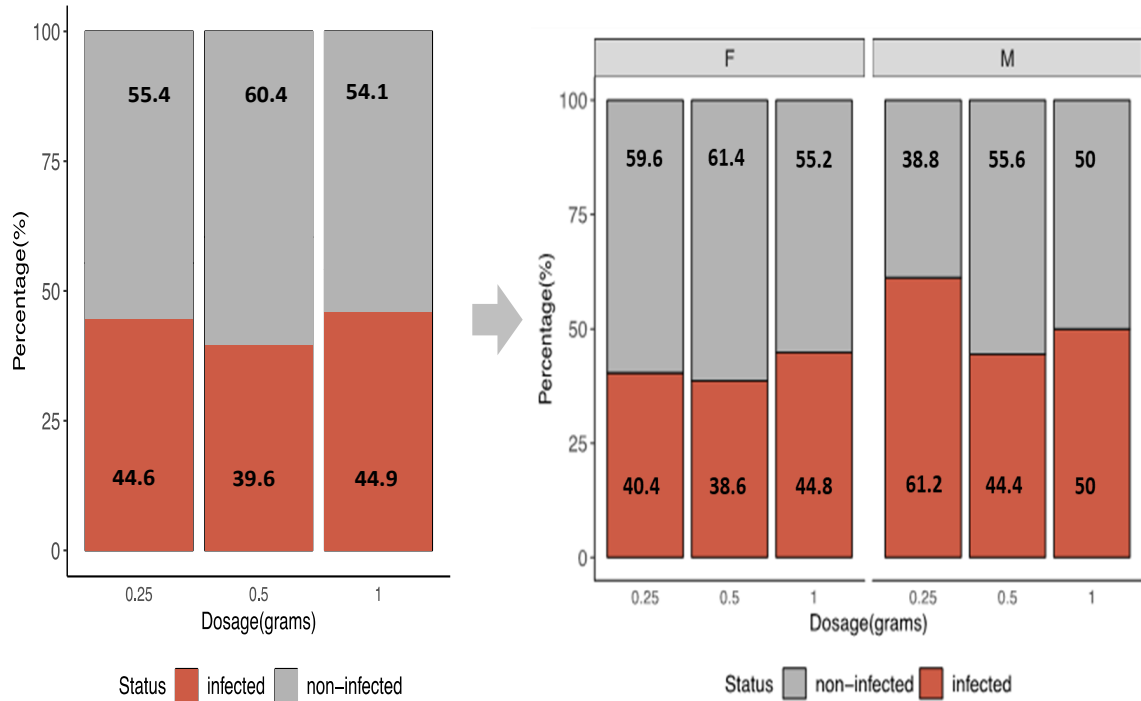 100
75
50
25
0
Percentage(%)
55.4 60.4 54.1
44.6 39.6 44.9
0.25 0.5 1
Dosage(grams)
Status infected non-infected
F M
100
75
50
25
0
Percentage(%)
59.6 61.4 55.2 38.8 55.6 50
40.4 38.6 44.8 61.2 44.4 50
0.25 0.5 1 0.25 0.5 1
Dosage(grams)
Status non-infected infected